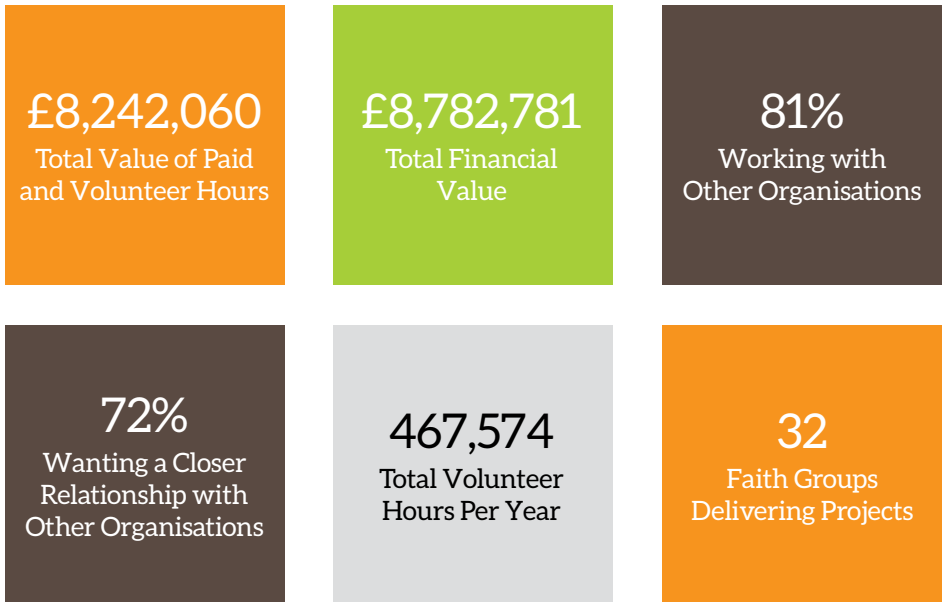 £8,242,060
Total Value of Paid
and Volunteer Hours
£8,782,781
Total Financial
Value
81%
Working with
Other Organisations
72%
Wanting a Closer
Relationship with
Other Organisations
467,574
Total Volunteer
Hours Per Year
32
Faith Groups
Delivering Projects